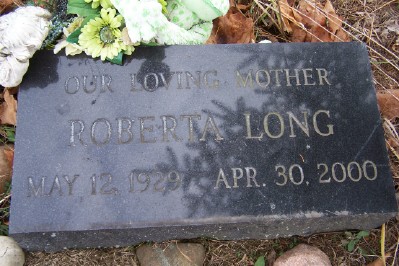 OUR LOVING MOTHER
ROBERTA LONG
MAY 12, 1929 APR. 30, 2000